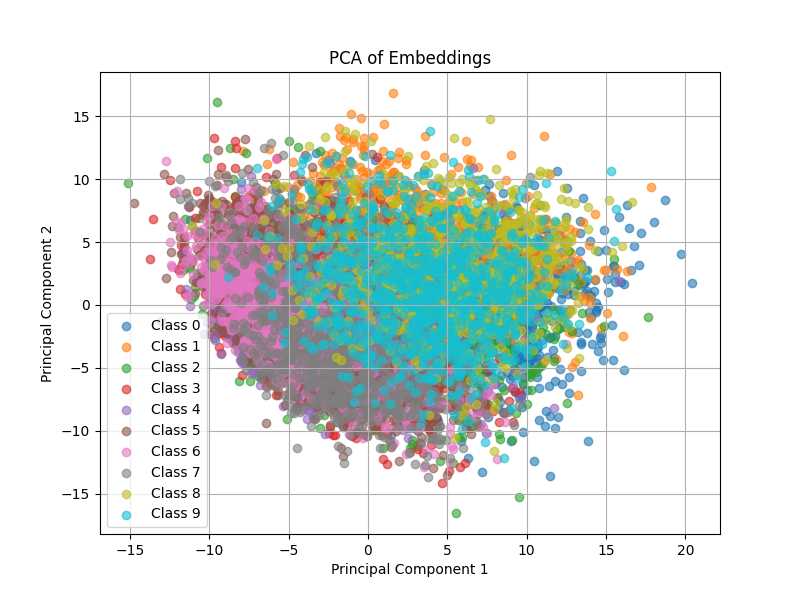 PCA of Embeddings
15
10
5
0
−5
−10
−15
Principal Component 2
Class 0
Class 1
Class 2
Class 3
Class 4
Class 5
Class 6
Class 7
Class 8
Class 9
−15 −10 −5 0 5 10 15 20
Principal Component 1